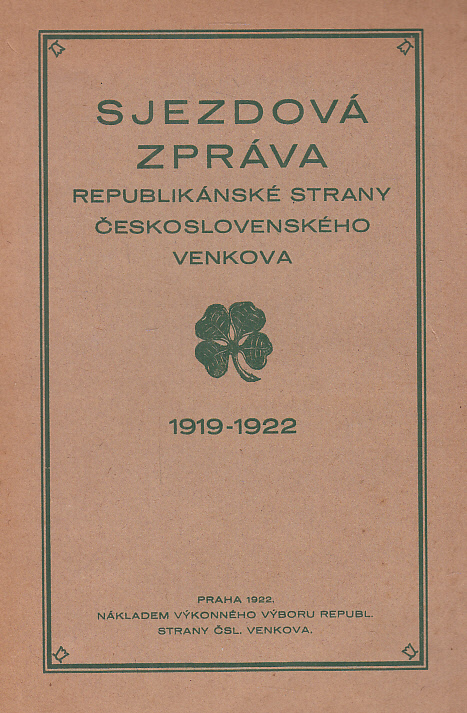 SJEZDOVÁ
ZPRÁVA
REPUBLIKÁNSKÉ STRANY
ČESKOSLOVENSKÉHO
VENKOVA
1919-1922
PRAHA 1922.
NÁKLADEM VÝKONNÉHO VÝBORU REPUBL.
STRANY ČSL. VENKOVA.